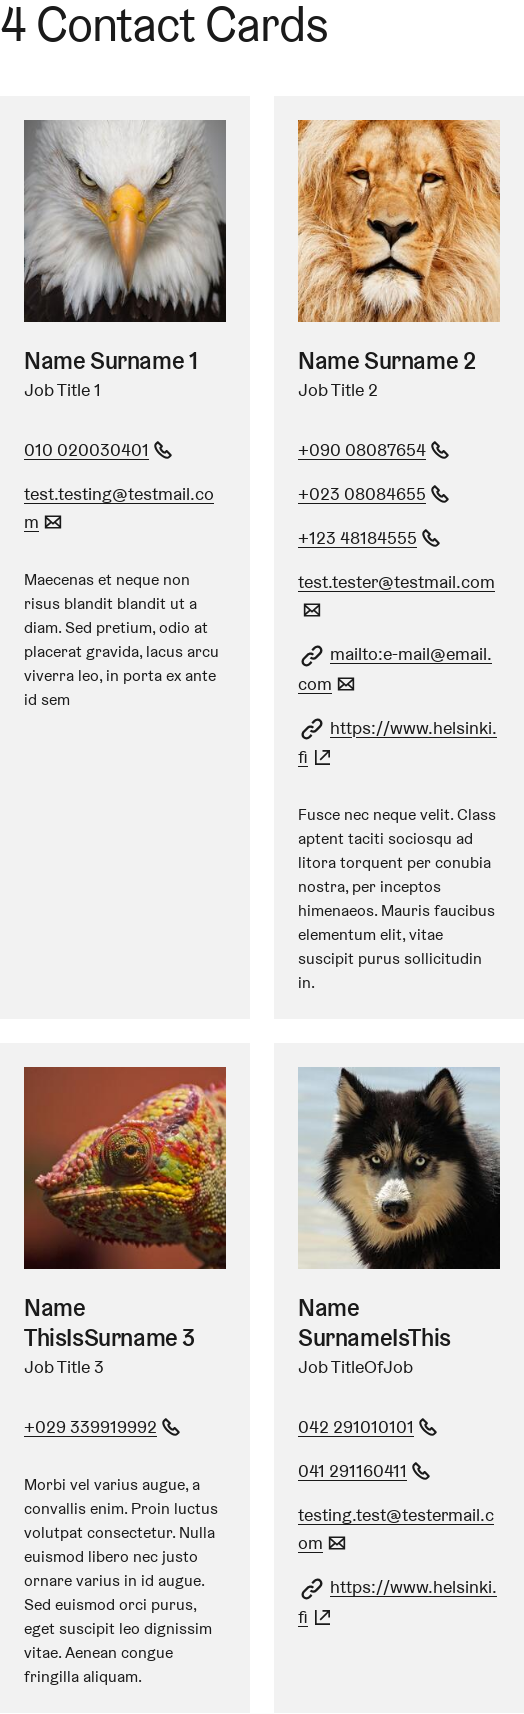 4 Contact Cards
Name Surname 1
Job Title 1
010 020030401
test.testing@testmail.co
m
Maecenas et neque non
risus blandit blandit ut a
diam. Sed pretium, odio at
placerat gravida, lacus arcu
viverra leo, in porta ex ante
id sem
Name Surname 2
Job Title 2
+090 08087654
+023 08084655
+123 48184555
test.tester@testmail.com
mailto:e-mail@email.
com
https://www.helsinki.
fi
Fusce nec neque velit. Class
aptent taciti sociosqu ad
litora torquent per conubia
nostra, per inceptos
himenaeos. Mauris faucibus
elementum elit, vitae
suscipit purus sollicitudin
in.
Name
ThisIsSurname 3
Job Title 3
+029 339919992
Morbi vel varius augue, a
convallis enim. Proin luctus
volutpat consectetur. Nulla
euismod libero nec justo
ornare varius in id augue.
Sed euismod orci purus,
eget suscipit leo dignissim
vitae. Aenean congue
fringilla aliquam.
Name
SurnameIsThis
Job TitleOfJob
042 291010101
041 291160411
testing.test@testermail.c
om
https://www.helsinki.
fi